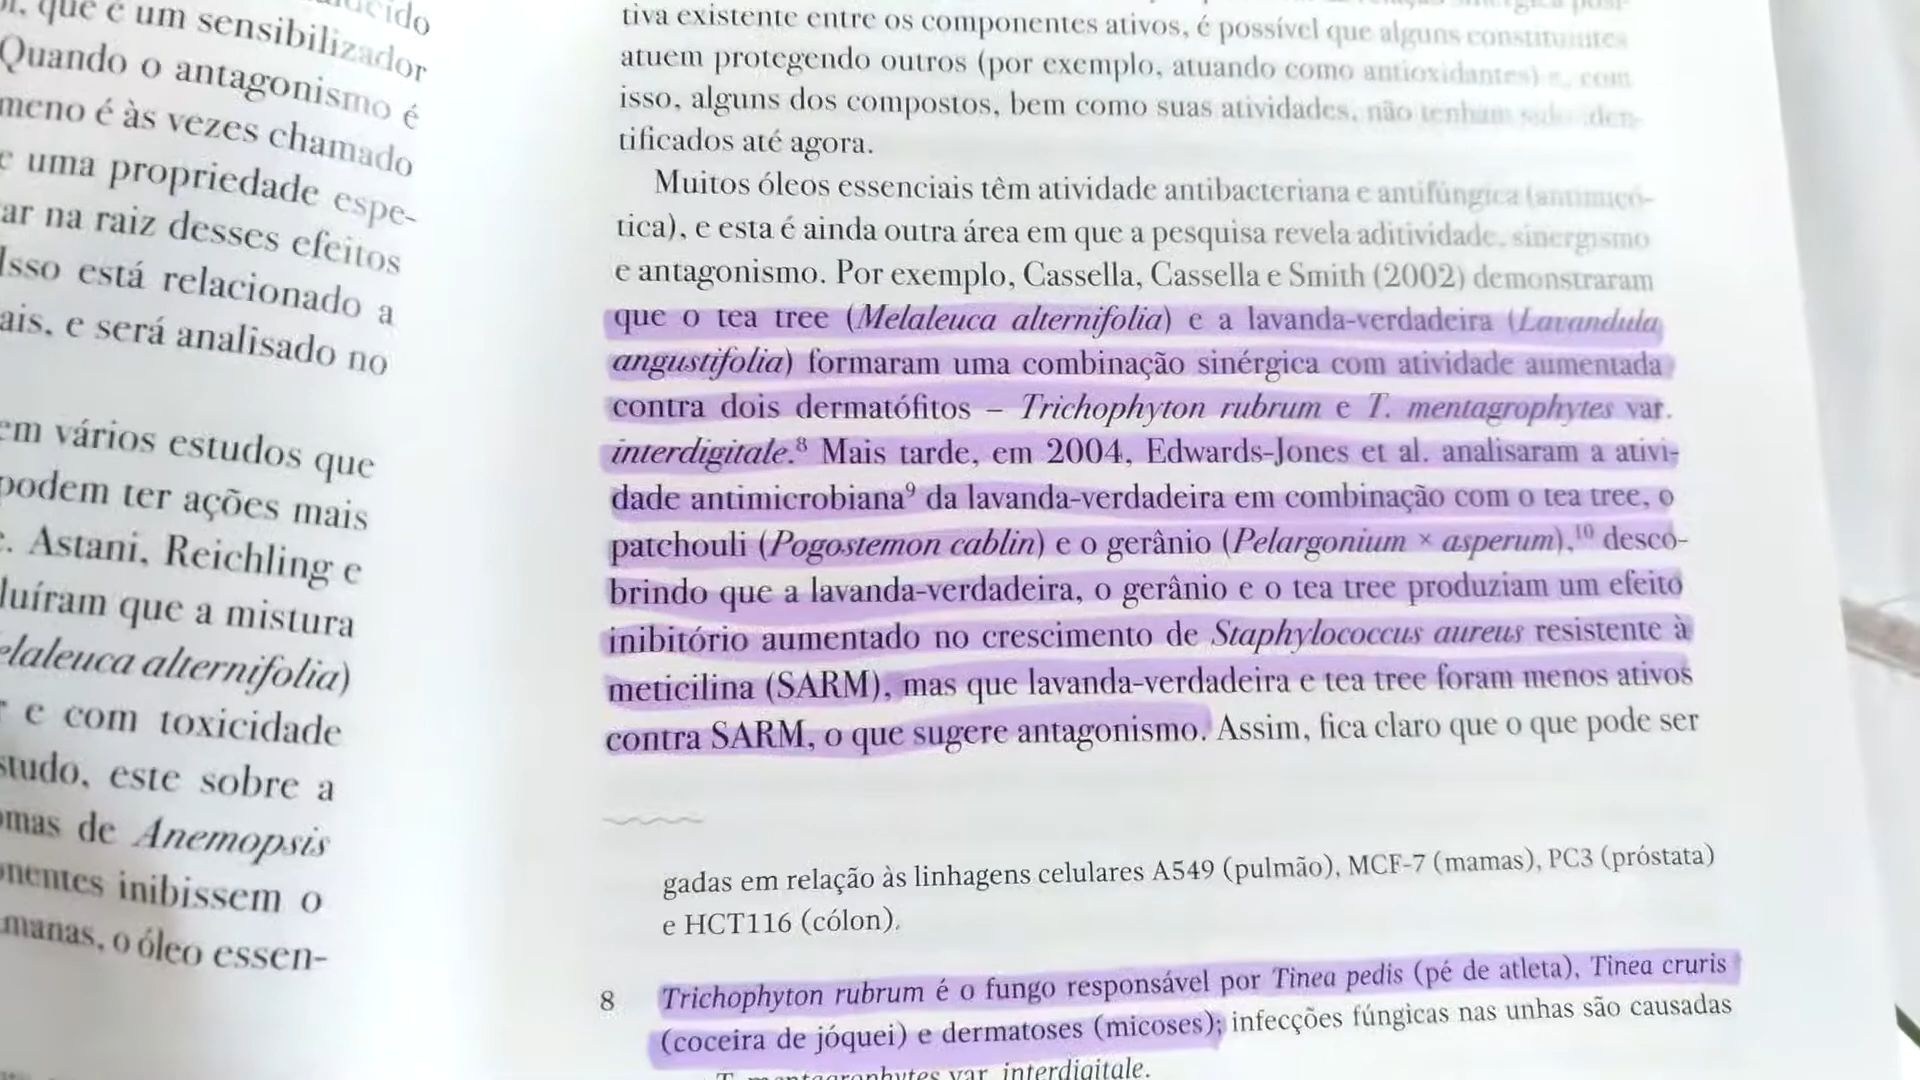 que é um sensibilizador
Quando o antagonismo é
meno é às vezes chamado
e uma propriedade espe-
ar na raiz desses efeitos
Isso está relacionado a
ais, e será analisado no
em vários estudos que
podem ter ações mais
Astani, Reichling e
luíram que a mistura
elaleuca alternifolia)
r e com toxicidade
studo, este sobre a
omas de Anemopsis
nentes inibissem o
manas, o óleo essen-
tiva existente entre os componentes ativos, é possível que alguns constituintes
atuem protegendo outros (por exemplo, atuando como antioxidantes) e, com
isso, alguns dos compostos, bem como suas atividades, não tenham sido iden-
tificados até agora.
Muitos óleos essenciais têm atividade antibacteriana e antifúngica (antimicó-
tica), e esta é ainda outra área em que a pesquisa revela aditividade, sinergismo
e antagonismo. Por exemplo, Cassella, Cassella e Smith (2002) demonstraram
que o tea tree (Melaleuca alternifolia) e a lavanda-verdadeira (Lavandula
angustifolia) formaram uma combinação sinérgica com atividade aumentada
contra dois dermatófitos – Trichophyton rubrum e T. mentagrophytes var.
interdigitale.⁸ Mais tarde, em 2004, Edwards-Jones et al. analisaram a ativi-
dade antimicrobiana⁹ da lavanda-verdadeira em combinação com o tea tree, o
patchouli (Pogostemon cablin) e o gerânio (Pelargonium × asperum),¹⁰ desco-
brindo que a lavanda-verdadeira, o gerânio e o tea tree produziam um efeito
inibitório aumentado no crescimento de Staphylococcus aureus resistente à
meticilina (SARM), mas que lavanda-verdadeira e tea tree foram menos ativos
contra SARM, o que sugere antagonismo. Assim, fica claro que o que pode ser
gadas em relação às linhagens celulares A549 (pulmão), MCF-7 (mamas), PC3 (próstata)
e HCT116 (cólon).
8 Trichophyton rubrum é o fungo responsável por Tinea pedis (pé de atleta), Tinea cruris
(coceira de jóquei) e dermatoses (micoses); infecções fúngicas nas unhas são causadas
T. mentagrophytes var. interdigitale.